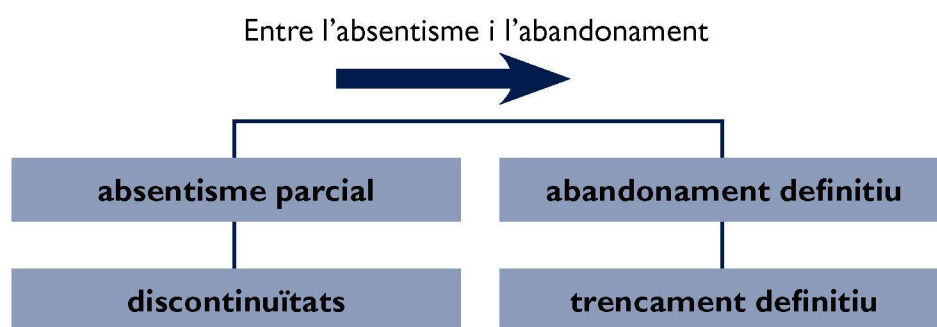 Entre l'absentisme i l'abandonament
absentisme parcial
abandonament definitiu
discontinuïtats
trencament definitiu